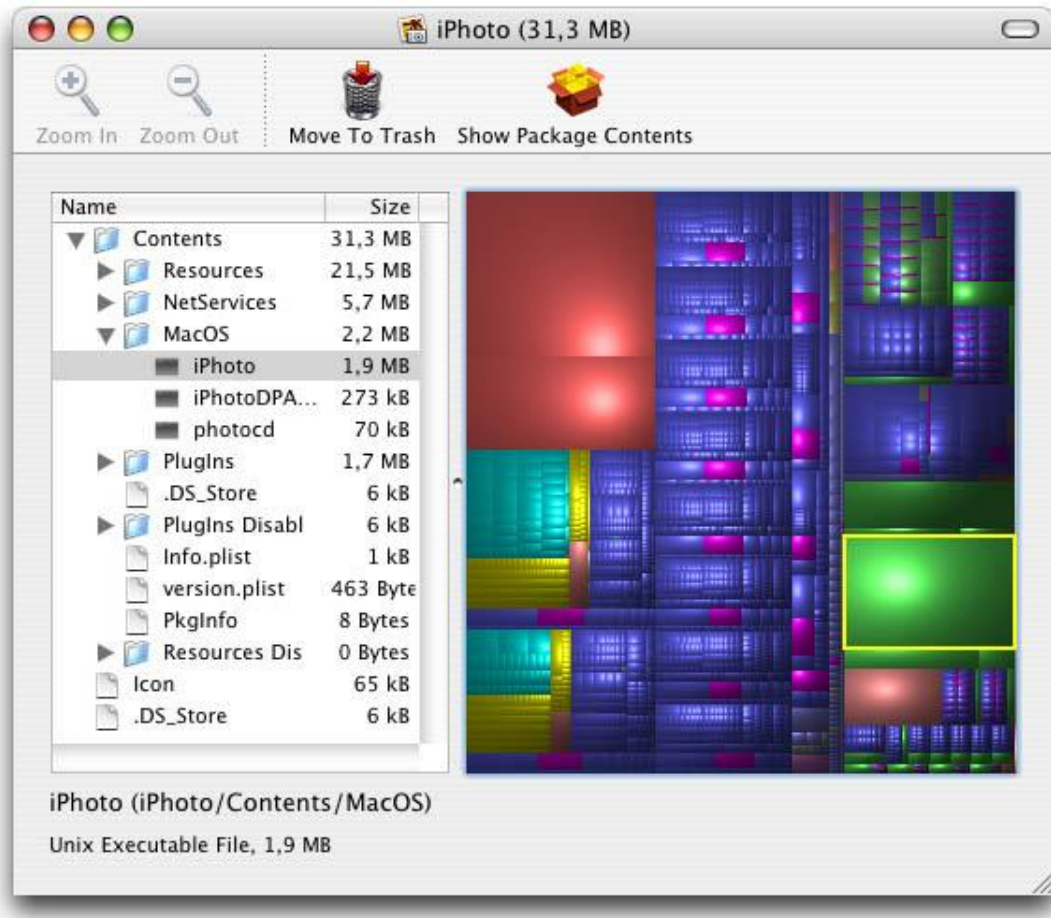 iPhoto (31,3 MB)
Zoom In Zoom Out Move To Trash Show Package Contents
Name Size
Contents 31,3 MB
Resources 21,5 MB
NetServices 5,7 MB
MacOS 2,2 MB
iPhoto 1,9 MB
iPhotoDPA... 273 kB
photocd 70 kB
PlugIns 1,7 MB
.DS_Store 6 kB
PlugIns Disabl 6 kB
Info.plist 1 kB
version.plist 463 Byte
PkgInfo 8 Bytes
Resources Dis 0 Bytes
Icon 65 kB
.DS_Store 6 kB
iPhoto (iPhoto/Contents/MacOS)
Unix Executable File, 1,9 MB